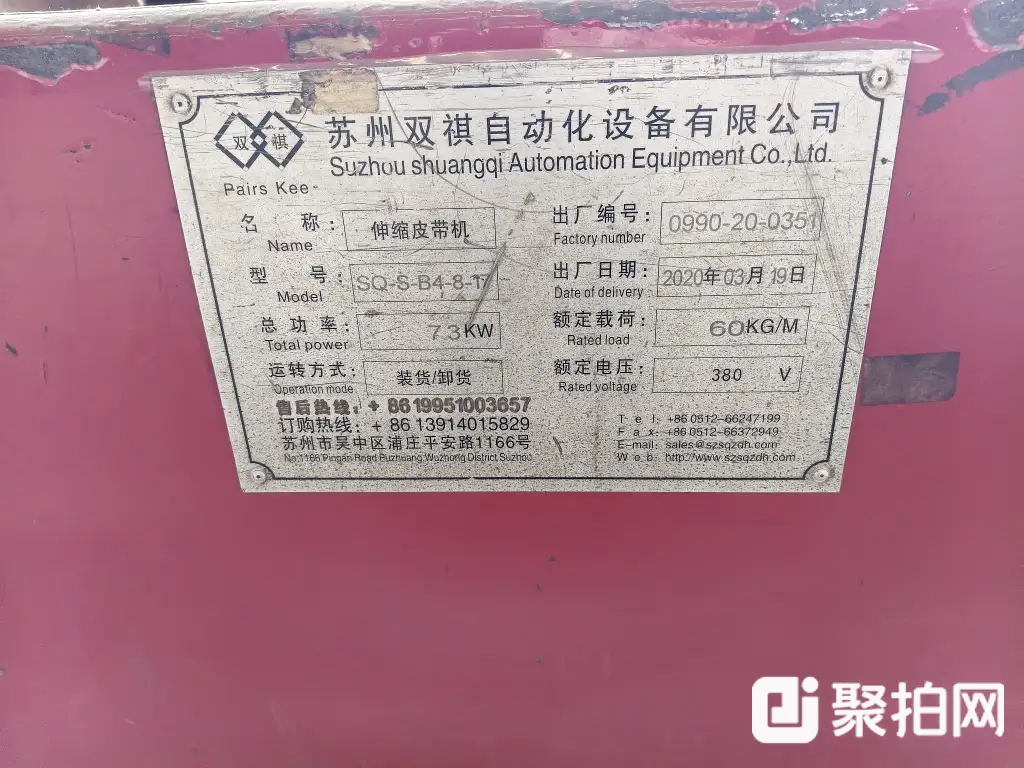 双祺
苏州双祺自动化设备有限公司
Suzhou shuangqi Automation Equipment Co.,Ltd.
Pairs Kee
名 称: 伸缩皮带机
Name
型 号: SQ-S-B4-8-17
Model
总功率: 73KW
Total power
运转方式: 装货/卸货
Operation mode
售后热线: + 8619951003657
订购热线: + 86 13914015829
苏州市吴中区浦庄平安路1166号
No.1166 Pingan Road Puzhuang Wuzhong District Suzhou
出厂编号: 0990-20-0351
Factory number
出厂日期: 2020年03月19日
Date of delivery
额定载荷: 60KG/M
Rated load
额定电压: 380 V
Rated voltage
Tel: +86 0512-66247199
Fax: +86 0512-66372949
E-mail: sales@szsqzdh.com
Web: http://www.szsqzdh.com
聚拍网